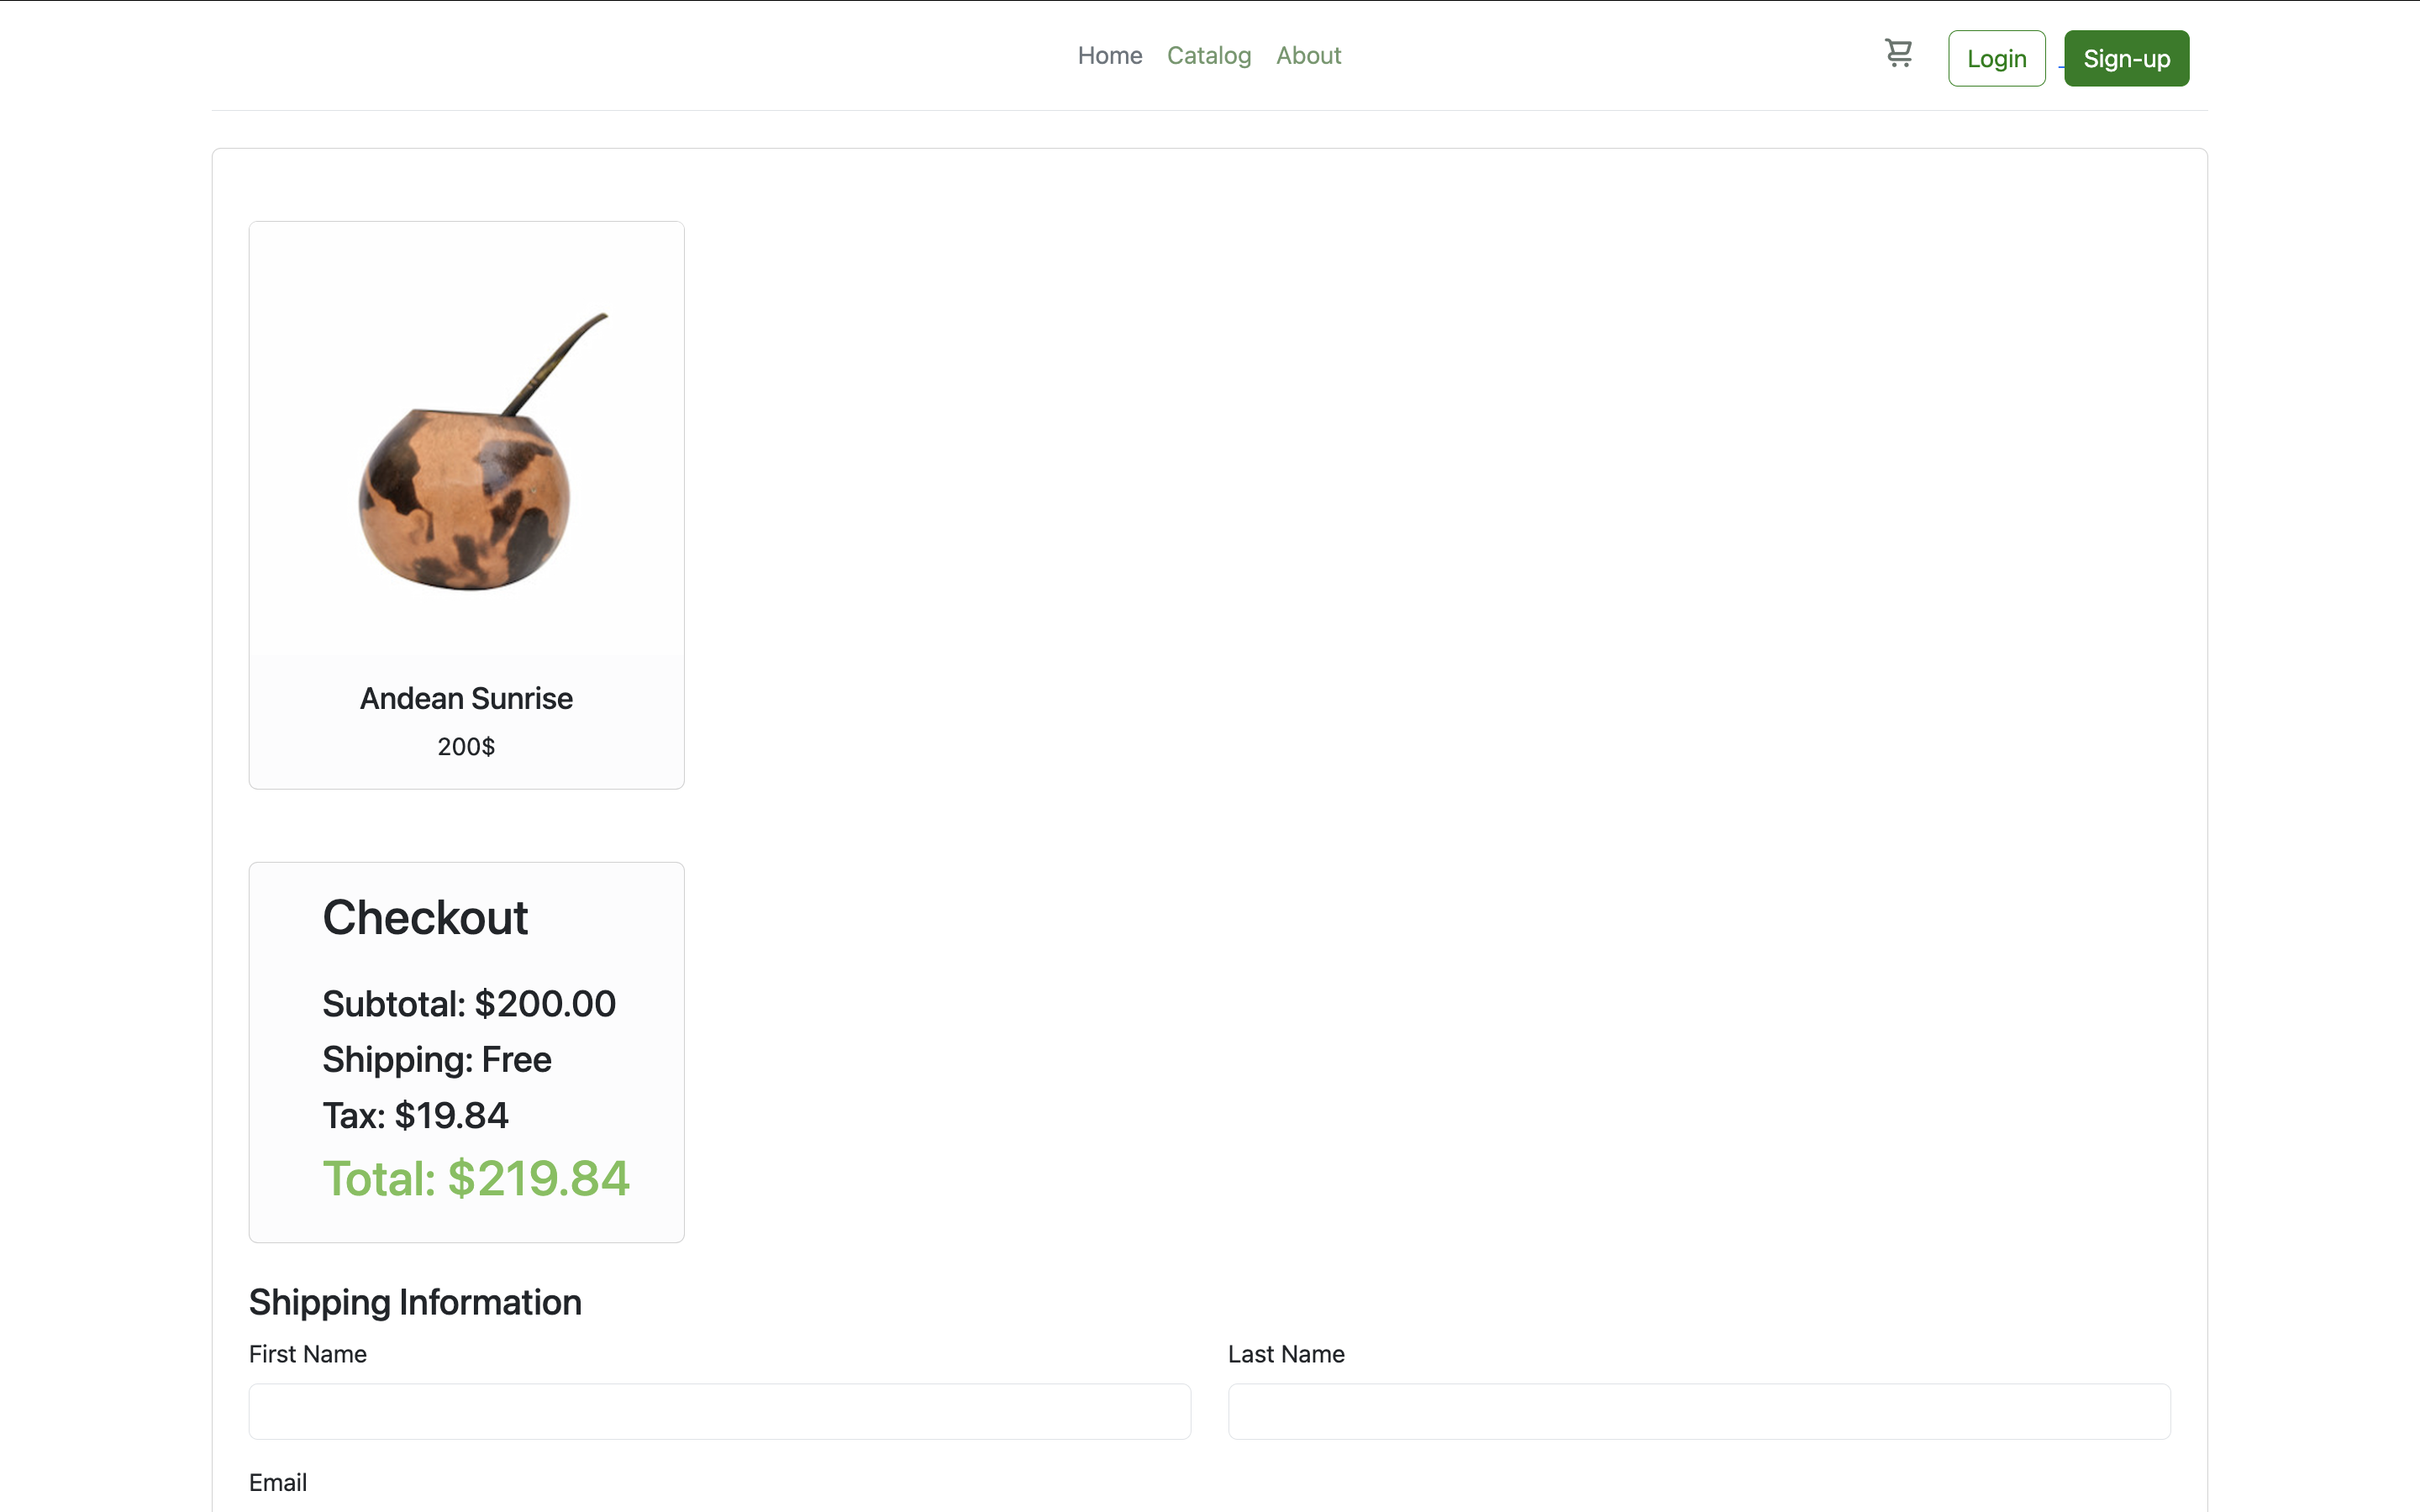 Home Catalog About Login Sign-up
Andean Sunrise
200$
Checkout
Subtotal: $200.00
Shipping: Free
Tax: $19.84
Total: $219.84
Shipping Information
First Name Last Name
Email